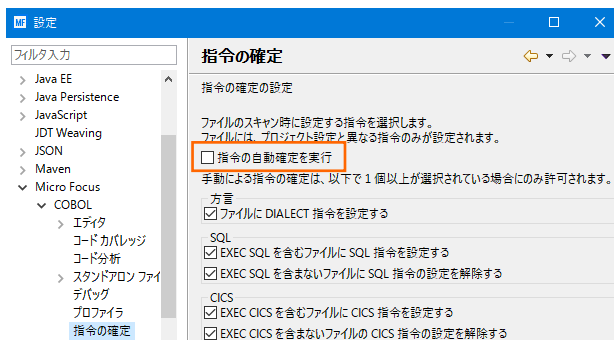 MF 設定
フィルタ入力
Java EE
Java Persistence
JavaScript
JDT Weaving
JSON
Maven
Micro Focus
COBOL
エディタ
コード カバレッジ
コード分析
スタンドアロン ファイ
デバッグ
プロファイラ
指令の確定
指令の確定
指令の確定の設定
ファイルのスキャン時に設定する指令を選択します。
ファイルには、プロジェクト設定と異なる指令のみが設定されます。
指令の自動確定を実行
手動による指令の確定は、以下で 1 個以上が選択されている場合にのみ許可されます。
方言
ファイルに DIALECT 指令を設定する
SQL
EXEC SQL を含むファイルに SQL 指令を設定する
EXEC SQL を含まないファイルに SQL 指令の設定を解除する
CICS
EXEC CICS を含むファイルに CICS 指令を設定する
EXEC CICS を含まないファイルの CICS 指令の設定を解除する